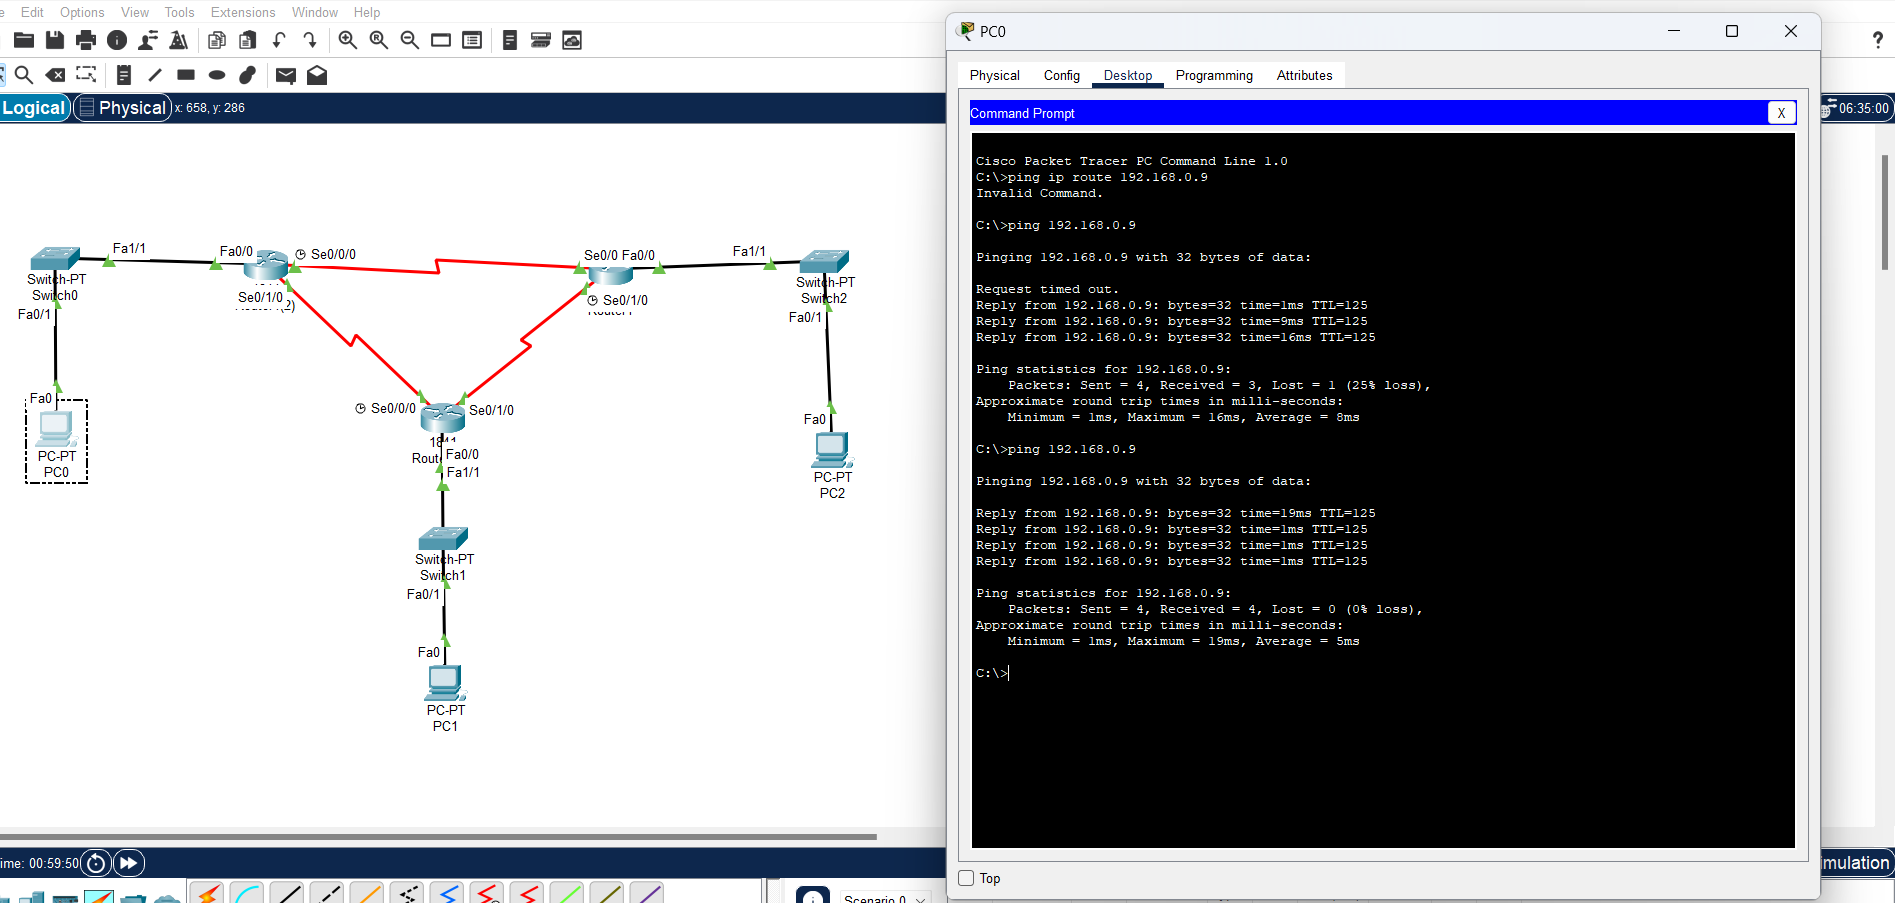 Edit Options View Tools Extensions Window Help
Logical Physical x: 658, y: 286
06:35:00
Fa1/1
Fa0/0
Se0/0/0
Se0/0 Fa0/0
Fa1/1
Switch-PT
Switch0
Se0/1/0
Se0/1/0
Switch-PT
Switch2
Fa0/1
Fa0/1
Fa0
PC-PT
PC0
Se0/0/0
Se0/1/0
Fa0/0
Fa1/1
Fa0
PC-PT
PC2
Switch-PT
Switch1
Fa0/1
Fa0
PC-PT
PC1
00:59:50
Scenario 0
PC0
Physical Config Desktop Programming Attributes
Command Prompt X
Cisco Packet Tracer PC Command Line 1.0
C:\>ping ip route 192.168.0.9
Invalid Command.
C:\>ping 192.168.0.9
Pinging 192.168.0.9 with 32 bytes of data:
Request timed out.
Reply from 192.168.0.9: bytes=32 time=1ms TTL=125
Reply from 192.168.0.9: bytes=32 time=9ms TTL=125
Reply from 192.168.0.9: bytes=32 time=16ms TTL=125
Ping statistics for 192.168.0.9:
Packets: Sent = 4, Received = 3, Lost = 1 (25% loss),
Approximate round trip times in milli-seconds:
Minimum = 1ms, Maximum = 16ms, Average = 8ms
C:\>ping 192.168.0.9
Pinging 192.168.0.9 with 32 bytes of data:
Reply from 192.168.0.9: bytes=32 time=19ms TTL=125
Reply from 192.168.0.9: bytes=32 time=1ms TTL=125
Reply from 192.168.0.9: bytes=32 time=1ms TTL=125
Reply from 192.168.0.9: bytes=32 time=1ms TTL=125
Ping statistics for 192.168.0.9:
Packets: Sent = 4, Received = 4, Lost = 0 (0% loss),
Approximate round trip times in milli-seconds:
Minimum = 1ms, Maximum = 19ms, Average = 5ms
C:\>
Top